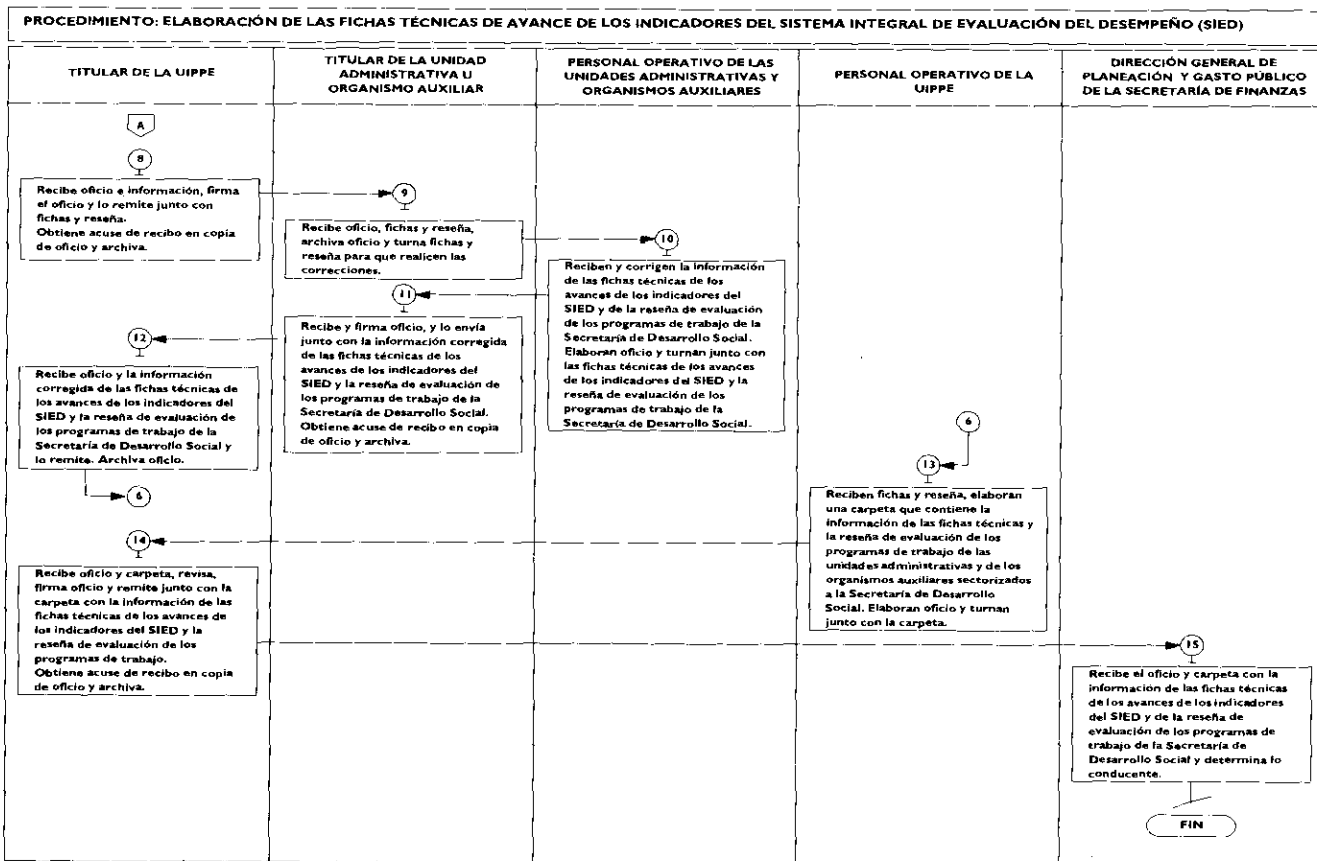 PROCEDIMIENTO: ELABORACIÓN DE LAS FICHAS TÉCNICAS DE AVANCE DE LOS INDICADORES DEL SISTEMA INTEGRAL DE EVALUACIÓN DEL DESEMPEÑO (SIED)
TITULAR DE LA UIPPE
TITULAR DE LA UNIDAD
ADMINISTRATIVA U
ORGANISMO AUXILIAR
PERSONAL OPERATIVO DE LAS
UNIDADES ADMINISTRATIVAS Y
ORGANISMOS AUXILIARES
PERSONAL OPERATIVO DE LA
UIPPE
DIRECCIÓN GENERAL DE
PLANEACIÓN Y GASTO PÚBLICO
DE LA SECRETARÍA DE FINANZAS
A
8
Recibe oficio e información, firma
el oficio y lo remite junto con
fichas y reseña.
Obtiene acuse de recibo en copia
de oficio y archiva.
9
Recibe oficio, fichas y reseña,
archiva oficio y turna fichas y
reseña para que realicen las
correcciones.
10
Reciben y corrigen la información
de las fichas técnicas de los
avances de los indicadores del
SIED y de la reseña de evaluación
de los programas de trabajo de la
Secretaría de Desarrollo Social.
Elaboran oficio y turnan junto con
las fichas técnicas de los avances
de los indicadores del SIED y la
reseña de evaluación de los
programas de trabajo de la
Secretaría de Desarrollo Social.
11
Recibe y firma oficio, y lo envía
junto con la información corregida
de las fichas técnicas de los
avances de los indicadores del
SIED y la reseña de evaluación de
los programas de trabajo de la
Secretaría de Desarrollo Social.
Obtiene acuse de recibo en copia
de oficio y archiva.
12
Recibe oficio y la información
corregida de las fichas técnicas de
los avances de los indicadores del
SIED y la reseña de evaluación de
los programas de trabajo de la
Secretaría de Desarrollo Social y
lo remite. Archiva oficio.
6
6
13
Reciben fichas y reseña, elaboran
una carpeta que contiene la
información de las fichas técnicas y
la reseña de evaluación de los
programas de trabajo de las
unidades administrativas y de los
organismos auxiliares sectorizados
a la Secretaría de Desarrollo
Social. Elaboran oficio y turnan
junto con la carpeta.
14
Recibe oficio y carpeta, revisa,
firma oficio y remite junto con la
carpeta con la información de las
fichas técnicas de los avances de
los indicadores del SIED y la
reseña de evaluación de los
programas de trabajo.
Obtiene acuse de recibo en copia
de oficio y archiva.
15
Recibe el oficio y carpeta con la
información de las fichas técnicas
de los avances de los indicadores
del SIED y de la reseña de
evaluación de los programas de
trabajo de la Secretaría de
Desarrollo Social y determina lo
conducente.
FIN